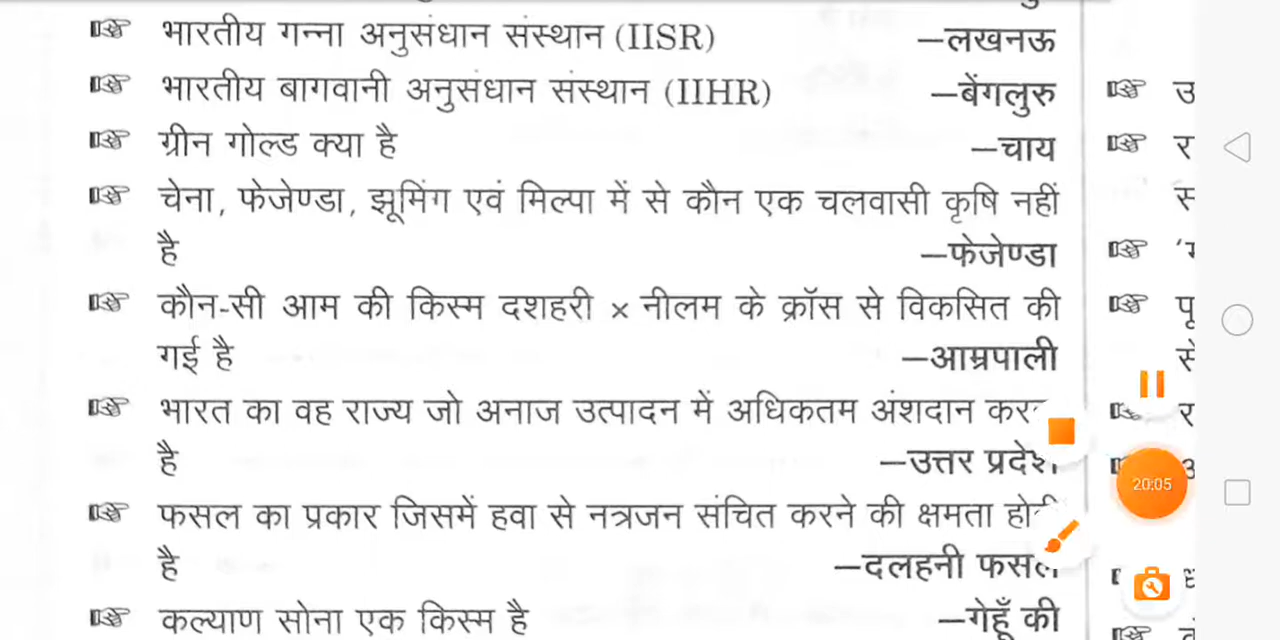 भारतीय गन्ना अनुसंधान संस्थान (IISR) –लखनऊ
भारतीय बागवानी अनुसंधान संस्थान (IIHR) –बेंगलुरु
ग्रीन गोल्ड क्या है –चाय
चेना, फेजेण्डा, झूमिंग एवं मिल्पा में से कौन एक चलवासी कृषि नहीं
है –फेजेण्डा
कौन-सी आम की किस्म दशहरी × नीलम के क्रॉस से विकसित की
गई है –आम्रपाली
भारत का वह राज्य जो अनाज उत्पादन में अधिकतम अंशदान
है –उत्तर प्रदेश
फसल का प्रकार जिसमें हवा से नत्रजन संचित करने की क्षमता
है –दलहनी फसल
कल्याण सोना एक किस्म है –गेहूँ की
20:05